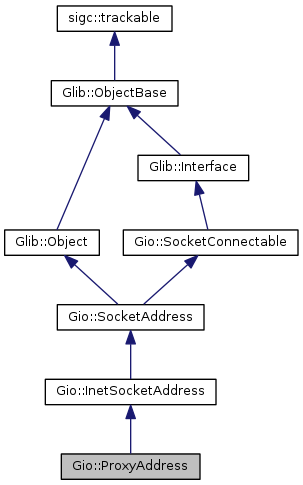 sigc::trackable
Glib::ObjectBase
Glib::Interface
Glib::Object
Gio::SocketConnectable
Gio::SocketAddress
Gio::InetSocketAddress
Gio::ProxyAddress